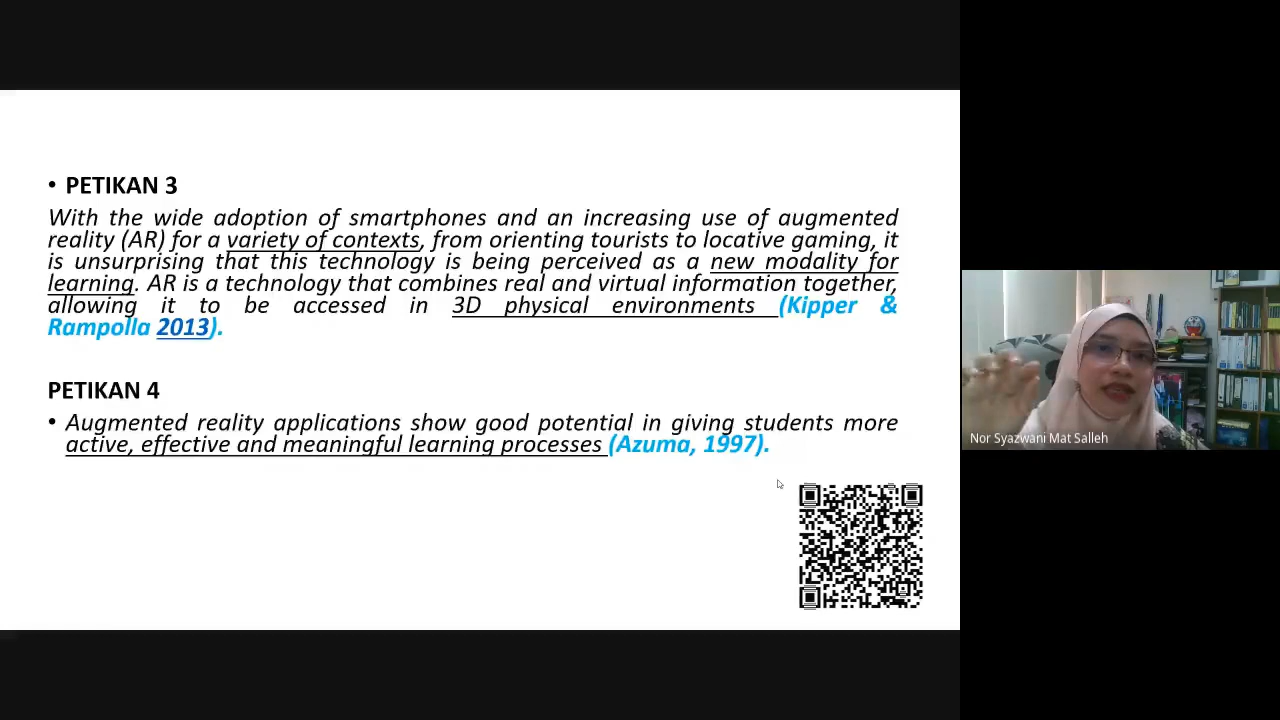 • PETIKAN 3
With the wide adoption of smartphones and an increasing use of augmented
reality (AR) for a variety of contexts, from orienting tourists to locative gaming, it
is unsurprising that this technology is being perceived as a new modality for
learning. AR is a technology that combines real and virtual information together,
allowing it to be accessed in 3D physical environments (Kipper &
Rampolla 2013).
PETIKAN 4
• Augmented reality applications show good potential in giving students more
active, effective and meaningful learning processes (Azuma, 1997).
Nor Syazwani Mat Salleh